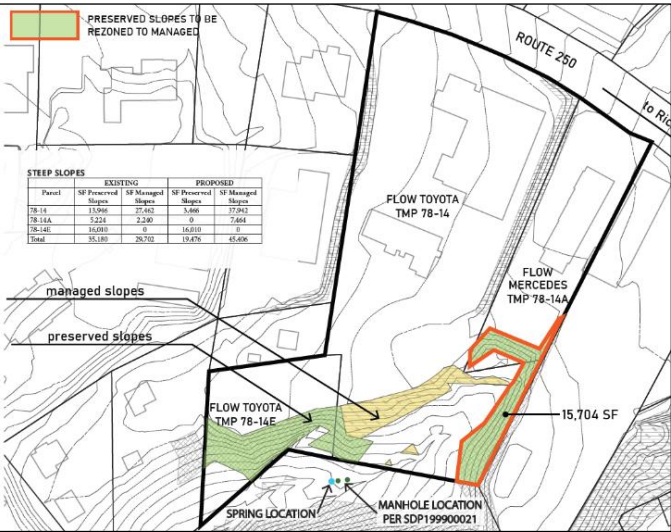 PRESERVED SLOPES TO BE
REZONED TO MANAGED
ROUTE 250
to Ric
STEEP SLOPES
EXISTING PROPOSED
Parcel SF Preserved Slopes SF Managed Slopes SF Preserved Slopes SF Managed Slopes
78-14 13,946 27,462 3,466 37,942
78-14A 5,224 2,240 0 7,464
78-14E 16,010 0 16,010 0
Total 35,180 29,702 19,476 45,406
FLOW TOYOTA
TMP 78-14
FLOW
MERCEDES
TMP 78-14A
managed slopes
preserved slopes
FLOW TOYOTA
TMP 78-14E
15,704 SF
SPRING LOCATION
MANHOLE LOCATION
PER SDP199900021